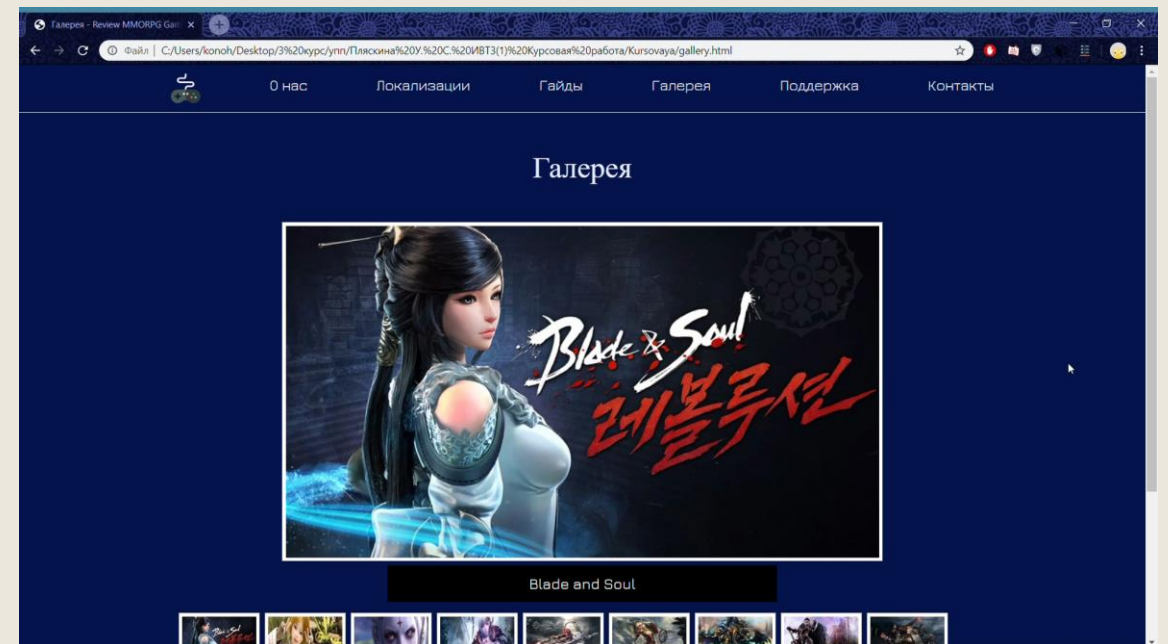 Галерея - Review MMORPG Gam
Файл | C:/Users/konoh/Desktop/3%20курс/упп/Пляскина%20У.%20С.%20ИВТ3(1)%20Курсовая%20работа/Kursovaya/gallery.html
О нас Локализации Гайды Галерея Поддержка Контакты
Галерея
Blade & Soul
레볼루션
Blade and Soul